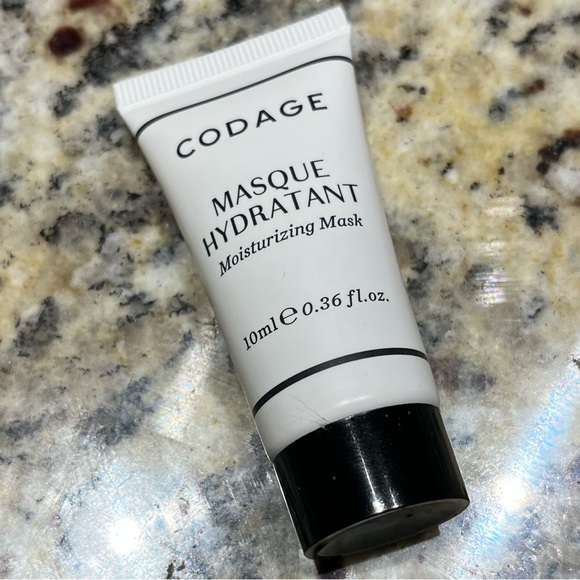 CODAGE
MASQUE
HYDRATANT
Moisturizing Mask
10ml ℮ 0.36 fl.oz.